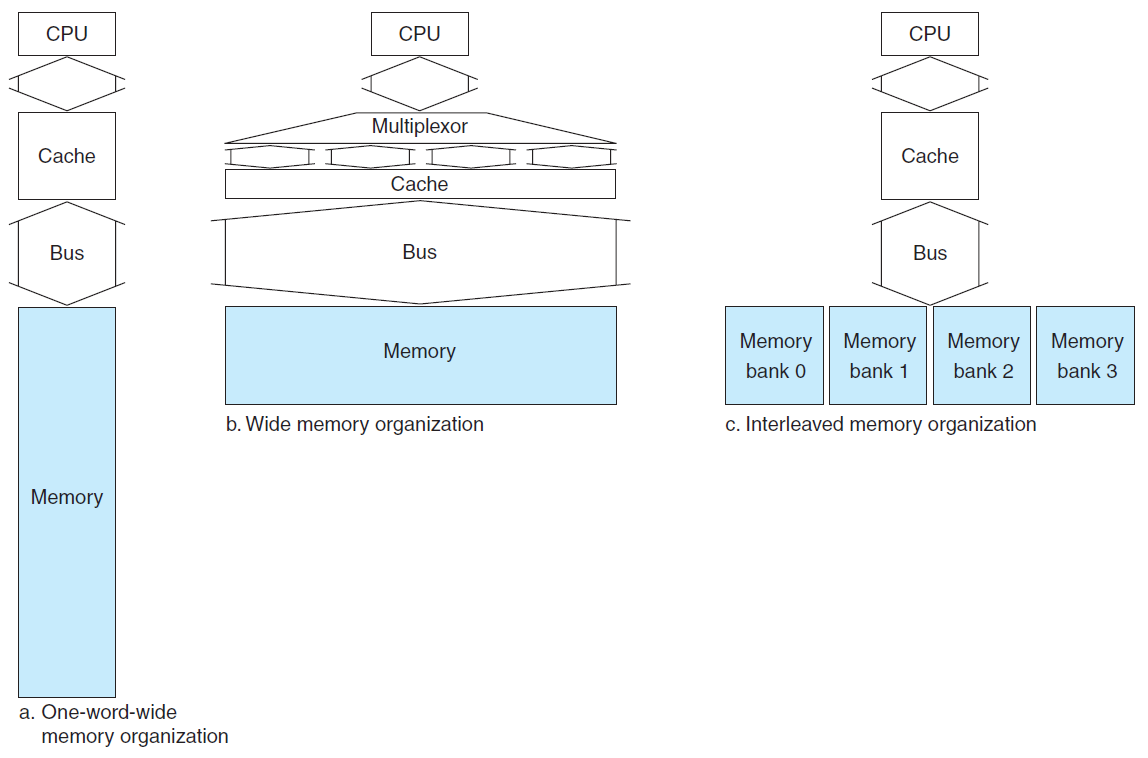 CPU
Cache
Bus
Memory
a. One-word-wide
memory organization
CPU
Multiplexor
Cache
Bus
Memory
b. Wide memory organization
CPU
Cache
Bus
Memory
bank 0
Memory
bank 1
Memory
bank 2
Memory
bank 3
c. Interleaved memory organization